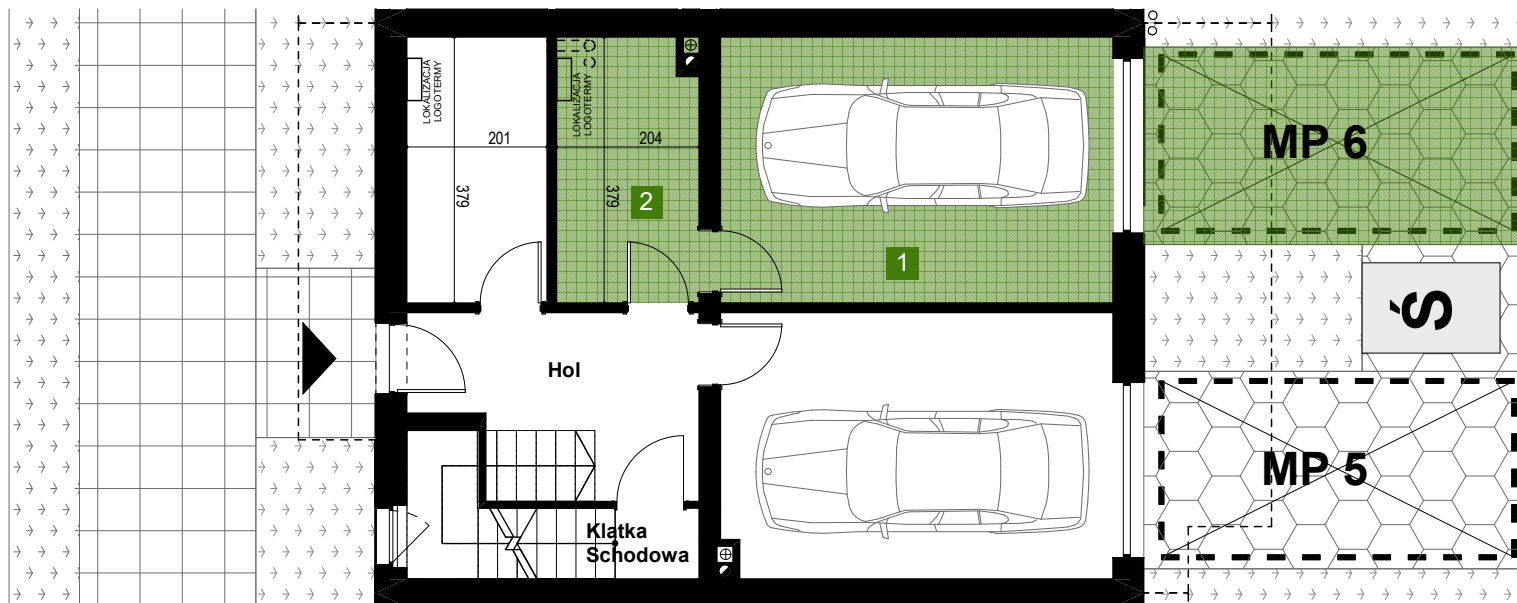 LOKALIZACJA
LOGOTERMY
201
379
LOKALIZACJA
LOGOTERMY
204
379
2
1
MP 6
Ś
Hol
MP 5
Klatka
Schodowa